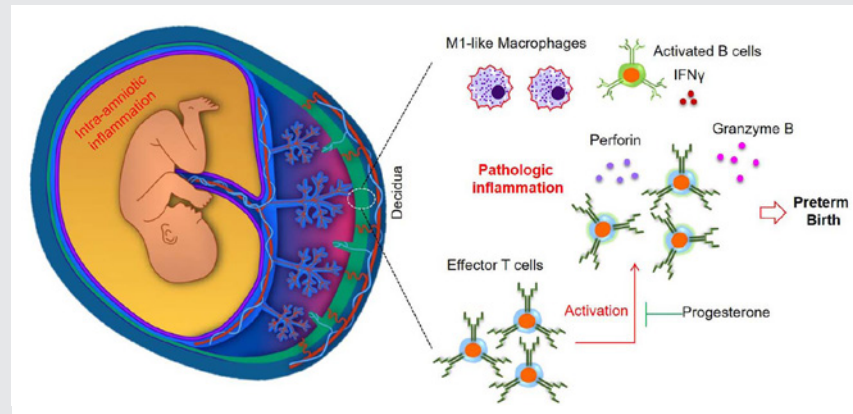 Intra-amniotic
inflammation
Decidua
M1-like Macrophages
Activated B cells
IFNγ
Perforin
Granzyme B
Pathologic
inflammation
Preterm
Birth
Effector T cells
Activation
Progesterone